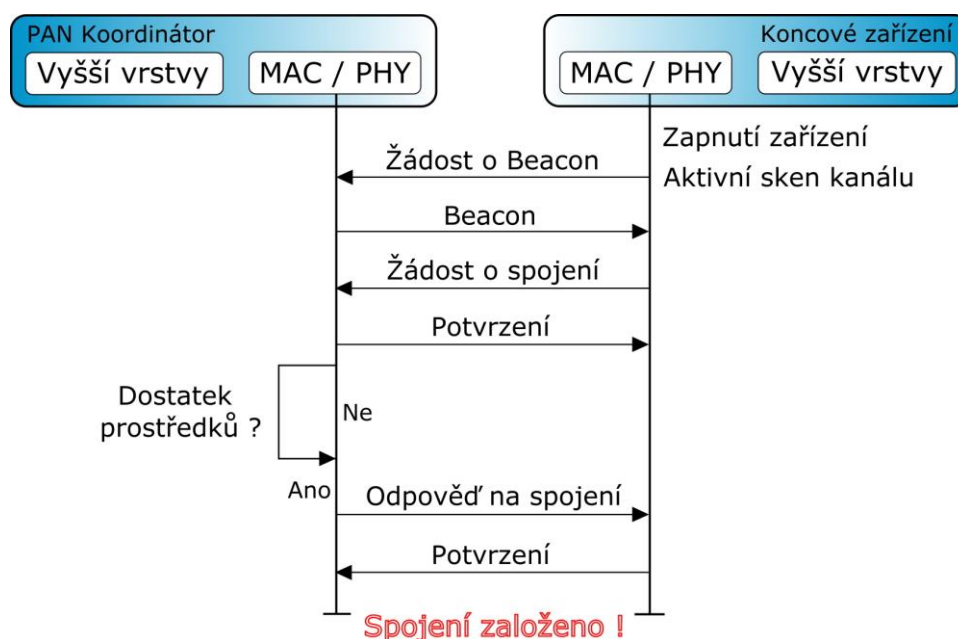 PAN Koordinátor
Vyšší vrstvy
MAC / PHY
Koncové zařízení
MAC / PHY
Vyšší vrstvy
Zapnutí zařízení
Žádost o Beacon
Aktivní sken kanálu
Beacon
Žádost o spojení
Potvrzení
Dostatek
prostředků ?
Ne
Ano
Odpověď na spojení
Potvrzení
Spojení založeno !